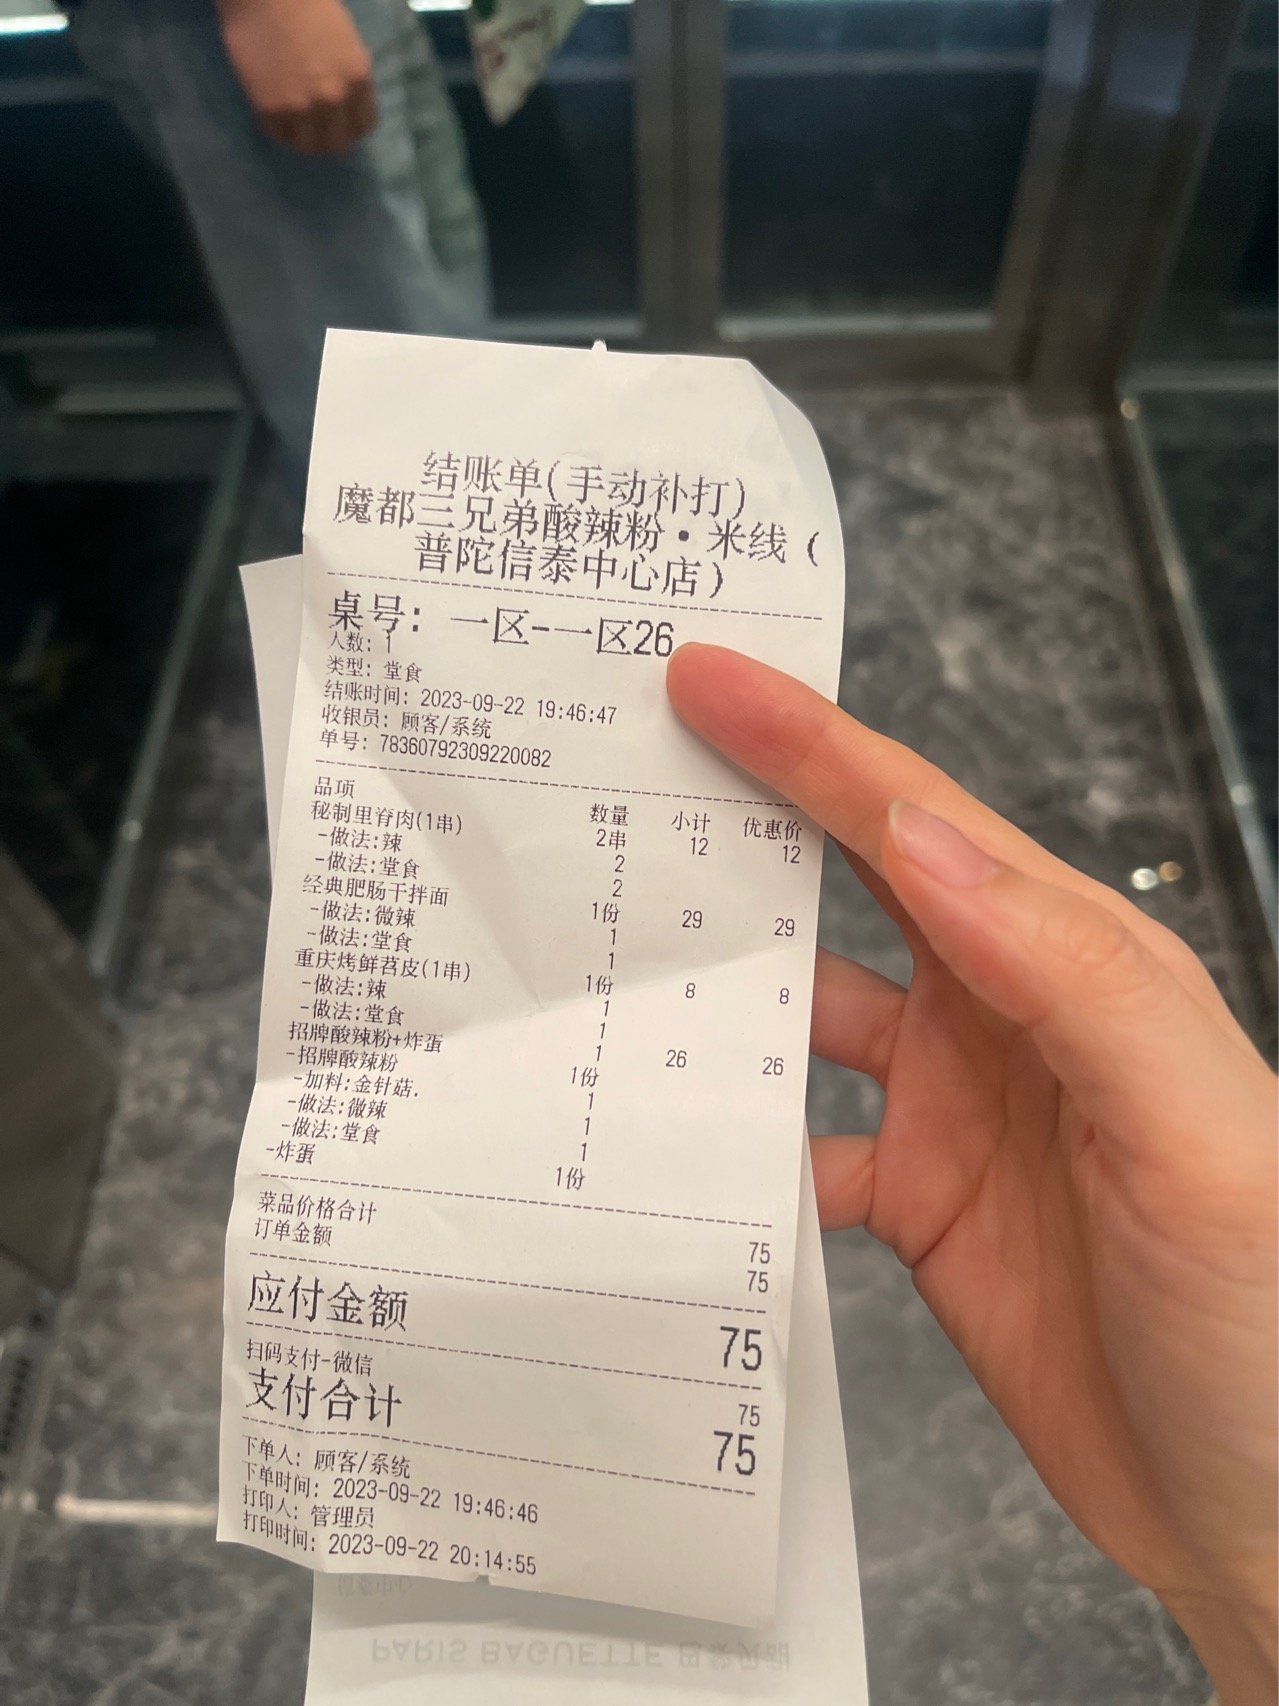 结账单(手动补打)
魔都三兄弟酸辣粉·米线(
普陀信泰中心店)
桌号: 一区-一区26
人数: 1
类型: 堂食
结账时间: 2023-09-22 19:46:47
收银员: 顾客/系统
单号: 78360792309220082
品项 数量 小计 优惠价
秘制里脊肉(1串) 2串 12 12
-做法:辣 2
-做法:堂食 2
经典肥肠干拌面 1份 29 29
-做法:微辣 1
-做法:堂食 1
重庆烤鲜苕皮(1串) 1份 8 8
-做法:辣 1
-做法:堂食 1
招牌酸辣粉+炸蛋 1 26 26
-招牌酸辣粉 1份
-加料:金针菇. 1
-做法:微辣 1
-做法:堂食 1
-炸蛋 1份
菜品价格合计 75
订单金额 75
应付金额 75
扫码支付-微信 75
支付合计 75
下单人: 顾客/系统
下单时间: 2023-09-22 19:46:46
打印人: 管理员
打印时间: 2023-09-22 20:14:55
PARIS BAGUETTE 巴黎贝甜